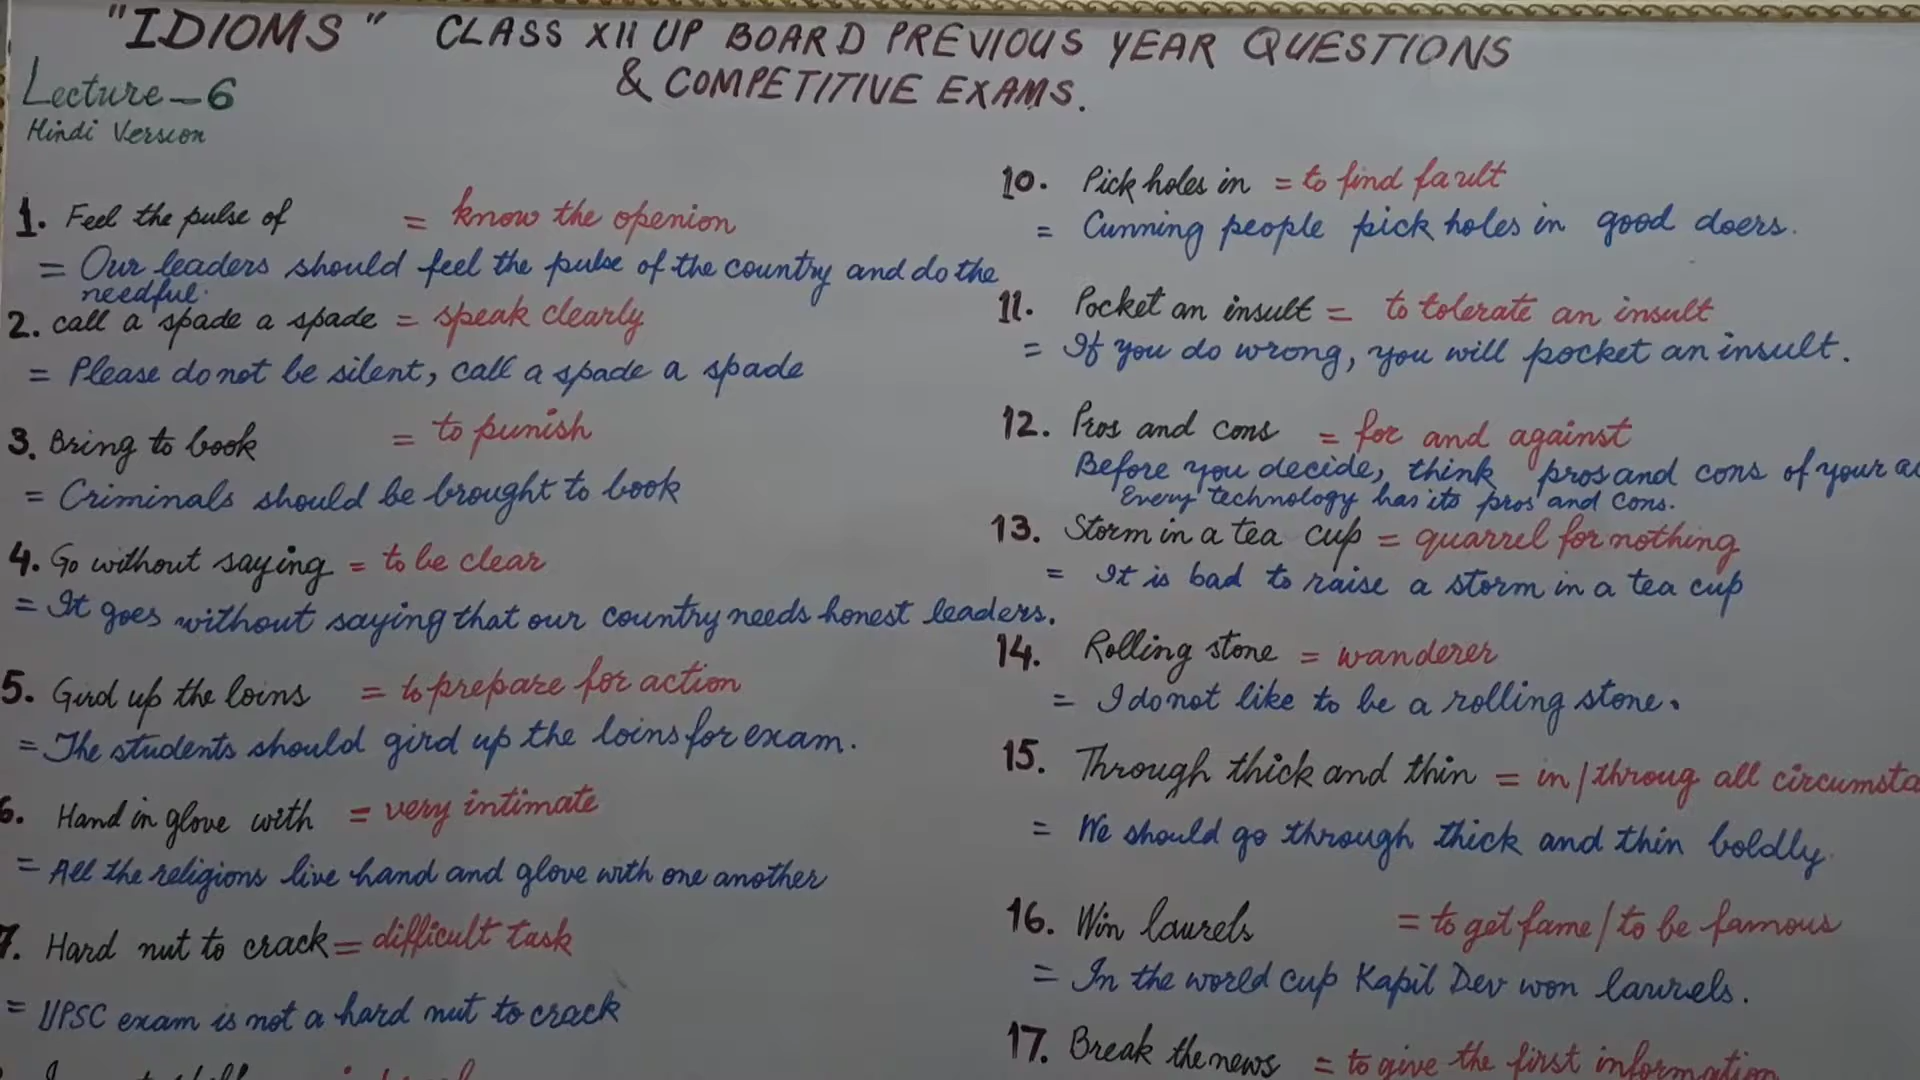 "IDIOMS" CLASS XII UP BOARD PREVIOUS YEAR QUESTIONS
& COMPETITIVE EXAMS.
Lecture-6
Hindi Version
1. Feel the pulse of = know the openion
= Our leaders should feel the pulse of the country and do the
needful.
2. call a spade a spade = speak clearly
= Please do not be silent, call a spade a spade
3. Bring to book = to punish
= Criminals should be brought to book
4. Go without saying = to be clear
= It goes without saying that our country needs honest leaders.
5. Gird up the loins = to prepare for action
= The students should gird up the loins for exam.
6. Hand in glove with = very intimate
= All the religions live hand and glove with one another
7. Hard nut to crack = difficult task
= UPSC exam is not a hard nut to crack
10. Pick holes in = to find fault
= Cunning people pick holes in good doers.
11. Pocket an insult = to tolerate an insult
= If you do wrong, you will pocket an insult.
12. Pros and cons = for and against
Before you decide, think pros and cons of your
Every technology has its pros and cons.
13. Storm in a tea cup = quarrel for nothing
= It is bad to raise a storm in a tea cup
14. Rolling stone = wanderer
= I do not like to be a rolling stone.
15. Through thick and thin = in/throug all circumsta
= We should go through thick and thin boldly.
16. Win laurels = to get fame/to be famous
= In the world cup Kapil Dev won laurels.
17. Break the news = to give the first information